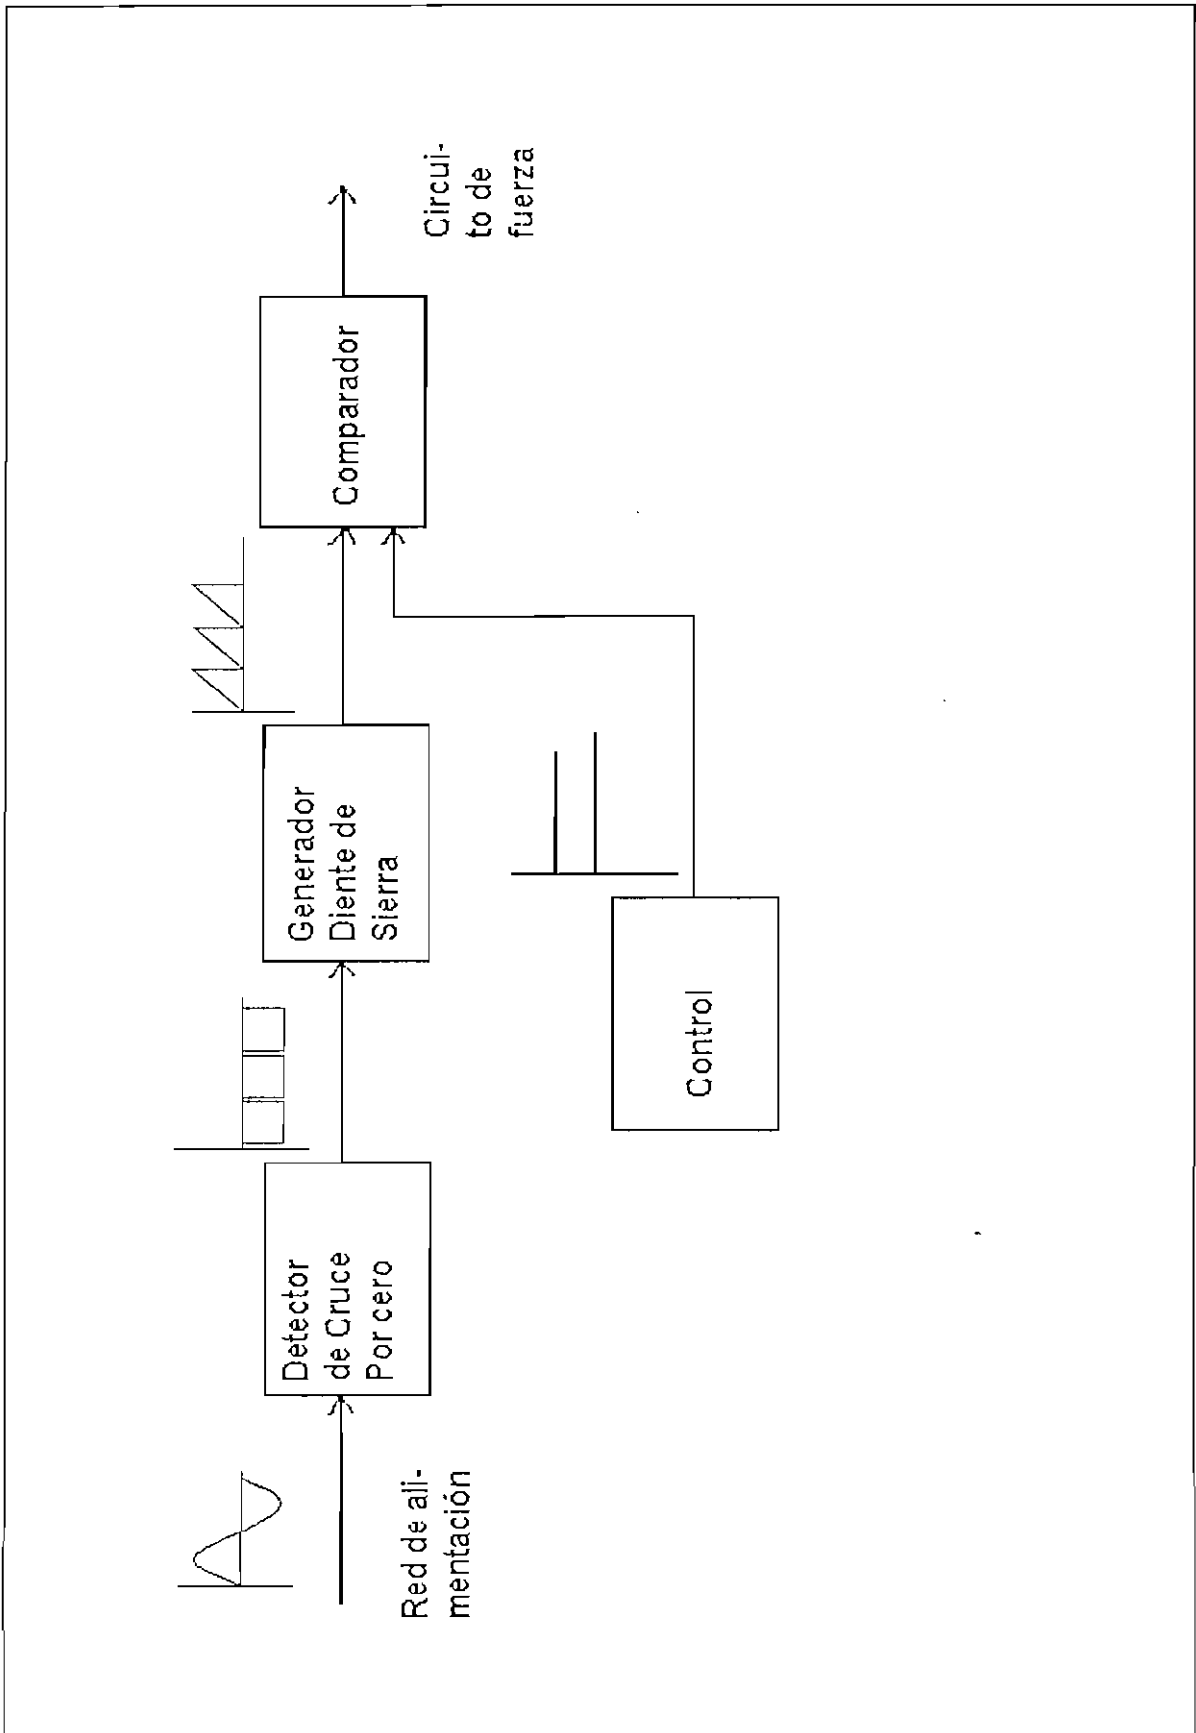 Red de ali-
mentación
Detector
de Cruce
Por cero
Generador
Diente de
Sierra
Control
Comparador
Circui-
to de
fuerza